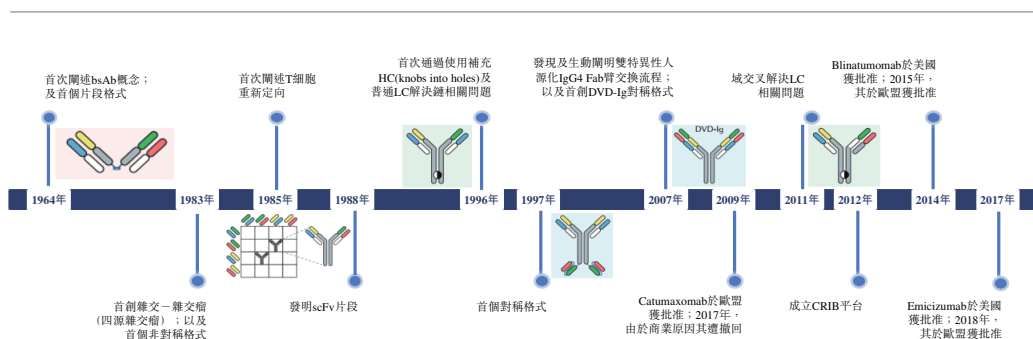 首次闡述bsAb概念；
及首個片段格式
首次闡述T細胞
重新定向
首次通過使用補充
HC(knobs into holes)及
普通LC解決鏈相關問題
發現及生動闡明雙特異性人
源化IgG4 Fab臂交換流程；
以及首創DVD-Ig對稱格式
域交叉解決LC
相關問題
Blinatumomab於美國
獲批准；2015年，
其於歐盟獲批准
DVD-Ig
1964年
1983年
1985年
1988年
1996年
1997年
2007年
2009年
2011年
2012年
2014年
2017年
首創雜交－雜交瘤
（四源雜交瘤）；以及
首個非對稱格式
發明scFv片段
首個對稱格式
Catumaxomab於歐盟
獲批准；2017年，
由於商業原因其遭撤回
成立CRIB平台
Emicizumab於美國
獲批准；2018年，
其於歐盟獲批准